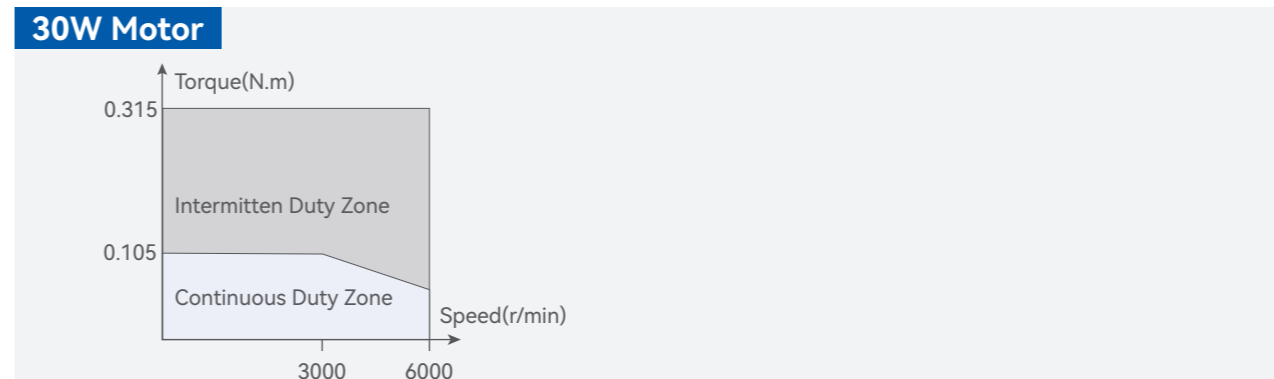 30W Motor
Torque(N.m)
0.315
Intermitten Duty Zone
0.105
Continuous Duty Zone
Speed(r/min)
3000
6000